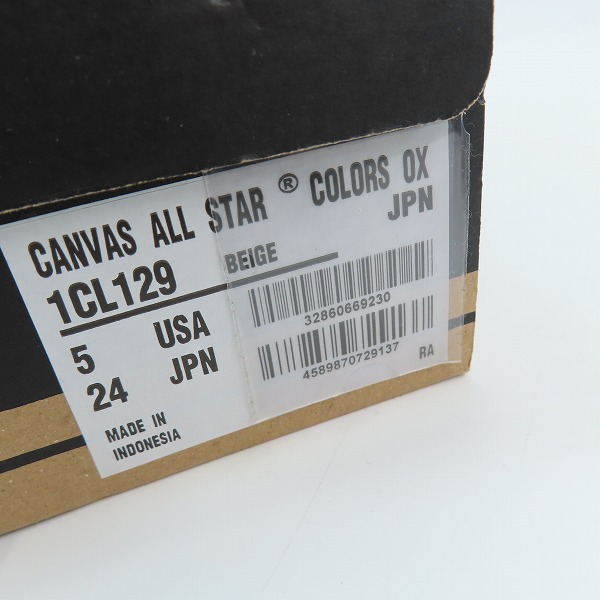 CANVAS ALL STAR ® COLORS OX
JPN
1CL129 BEIGE
5 USA
24 JPN
MADE IN
INDONESIA
32860669230
4589870729137
RA